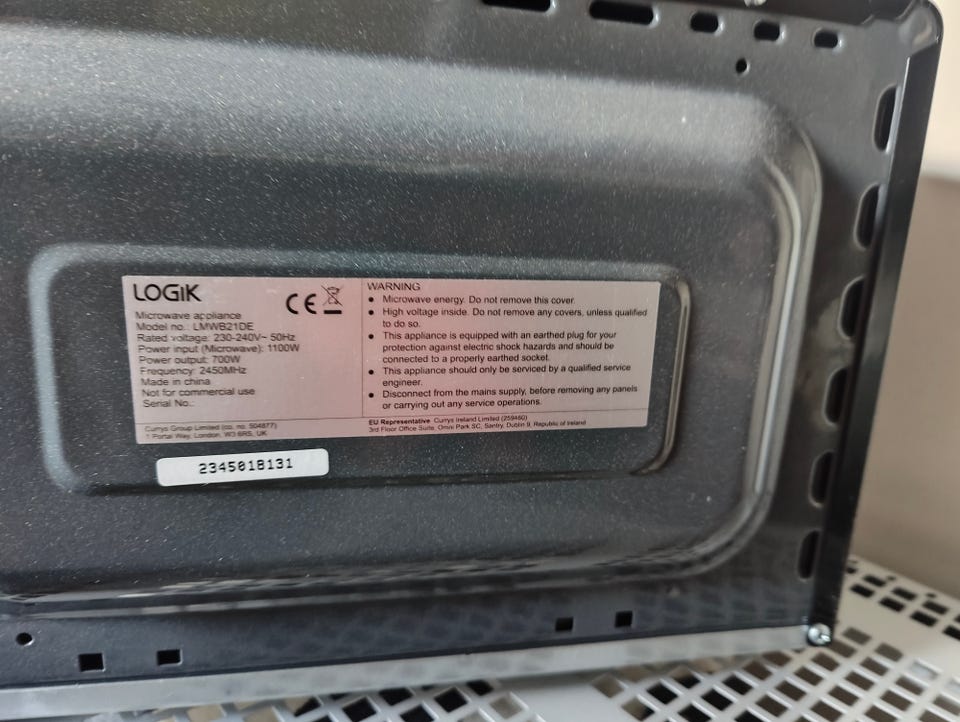 LOGIK
CE
Microwave appliance
Model no.: LMWB21DE
Rated voltage: 230-240V~ 50Hz
Power input (Microwave): 1100W
Power output: 700W
Frequency: 2450MHz
Made in china
Not for commercial use
Serial No.:
Currys Group Limited (co. no. 504877)
1 Portal Way, London, W3 6RS, UK
WARNING
● Microwave energy. Do not remove this cover.
● High voltage inside. Do not remove any covers, unless qualified
to do so.
● This appliance is equipped with an earthed plug for your
protection against electric shock hazards and should be
connected to a properly earthed socket.
● This appliance should only be serviced by a qualified service
engineer.
● Disconnect from the mains supply, before removing any panels
or carrying out any service operations.
EU Representative Currys Ireland Limited (259460)
3rd Floor Office Suite, Omni Park SC, Santry, Dublin 9, Republic of Ireland
2345018131